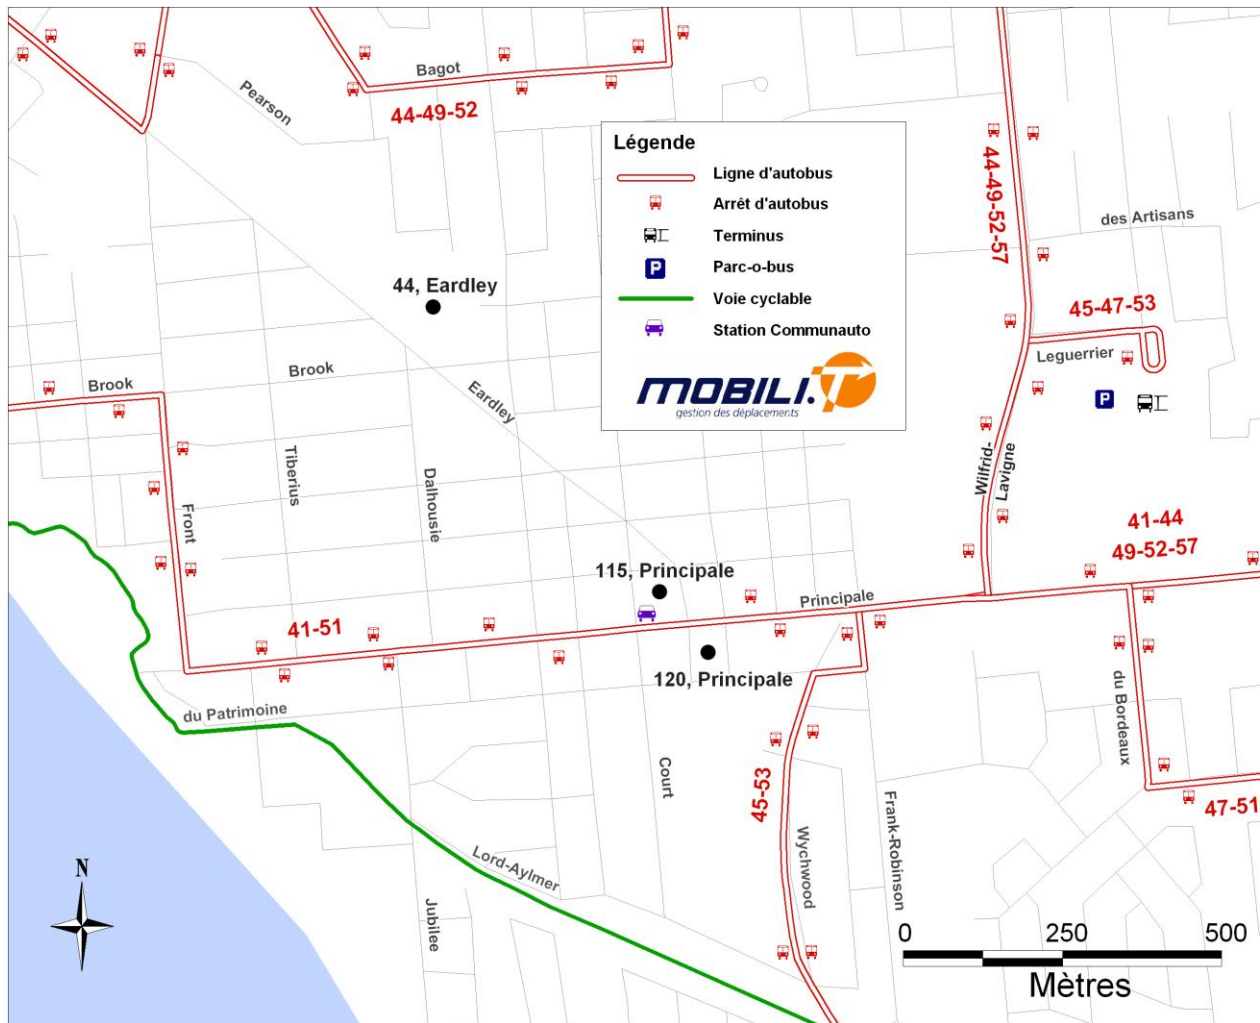 Bagot
Pearson
44-49-52
Légende
Ligne d'autobus
Arrêt d'autobus
Terminus
P
Parc-o-bus
Voie cyclable
Station Communauto
MOBILI.T
gestion des déplacements
44-49-52-57
des Artisans
44, Eardley
45-47-53
Leguerrier
P
Brook
Brook
Eardley
Tiberius
Dalhousie
Front
Wilfrid-
Lavigne
41-44
49-52-57
115, Principale
Principale
41-51
120, Principale
du Patrimoine
du Bordeaux
Court
45-53
Wychwood
Frank-Robinson
47-51
Lord-Aylmer
Jubilee
N
0 250 500
Mètres